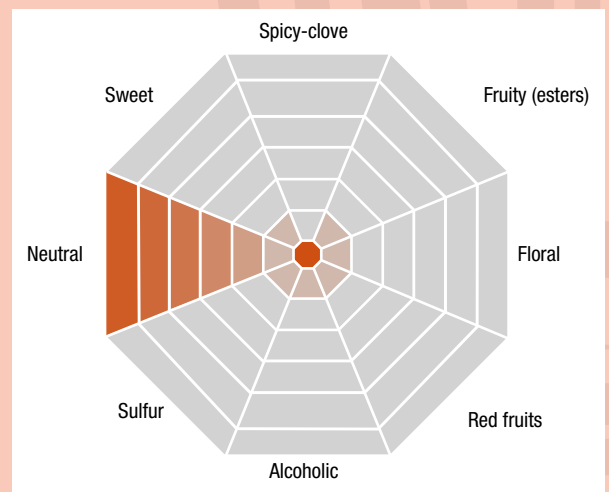 Spicy-clove
Sweet
Fruity (esters)
Neutral
Floral
Sulfur
Red fruits
Alcoholic